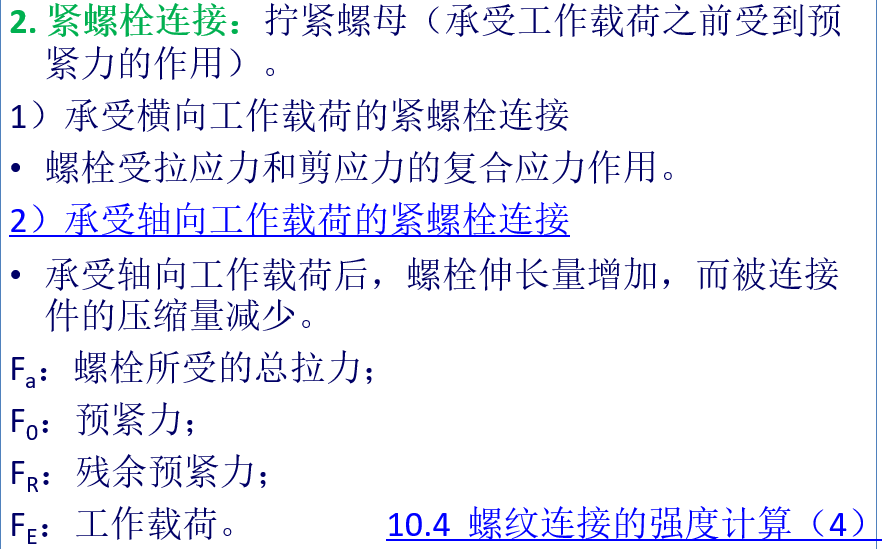 2. 紧螺栓连接：拧紧螺母（承受工作载荷之前受到预
紧力的作用）。
1）承受横向工作载荷的紧螺栓连接
• 螺栓受拉应力和剪应力的复合应力作用。
2）承受轴向工作载荷的紧螺栓连接
• 承受轴向工作载荷后，螺栓伸长量增加，而被连接
件的压缩量减少。
Fa：螺栓所受的总拉力；
F0：预紧力；
FR：残余预紧力；
FE：工作载荷。 10.4 螺纹连接的强度计算（4）